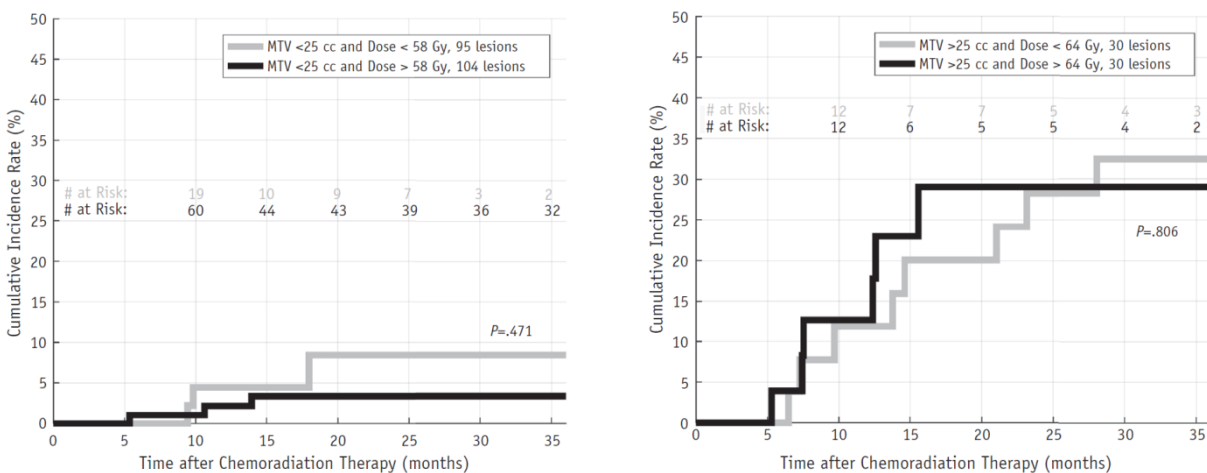 50
45
40
35
30
25
20
15
10
5
0
Cumulative Incidence Rate (%)
MTV <25 cc and Dose < 58 Gy, 95 lesions
MTV <25 cc and Dose > 58 Gy, 104 lesions
# at Risk: 19 10 9 7 3 2
# at Risk: 60 44 43 39 36 32
P=.471
0 5 10 15 20 25 30 35
Time after Chemoradiation Therapy (months)
50
45
40
35
30
25
20
15
10
5
0
Cumulative Incidence Rate (%)
MTV >25 cc and Dose < 64 Gy, 30 lesions
MTV >25 cc and Dose > 64 Gy, 30 lesions
# at Risk: 12 7 7 5 4 3
# at Risk: 12 6 5 5 4 2
P=.806
0 5 10 15 20 25 30 35
Time after Chemoradiation Therapy (months)